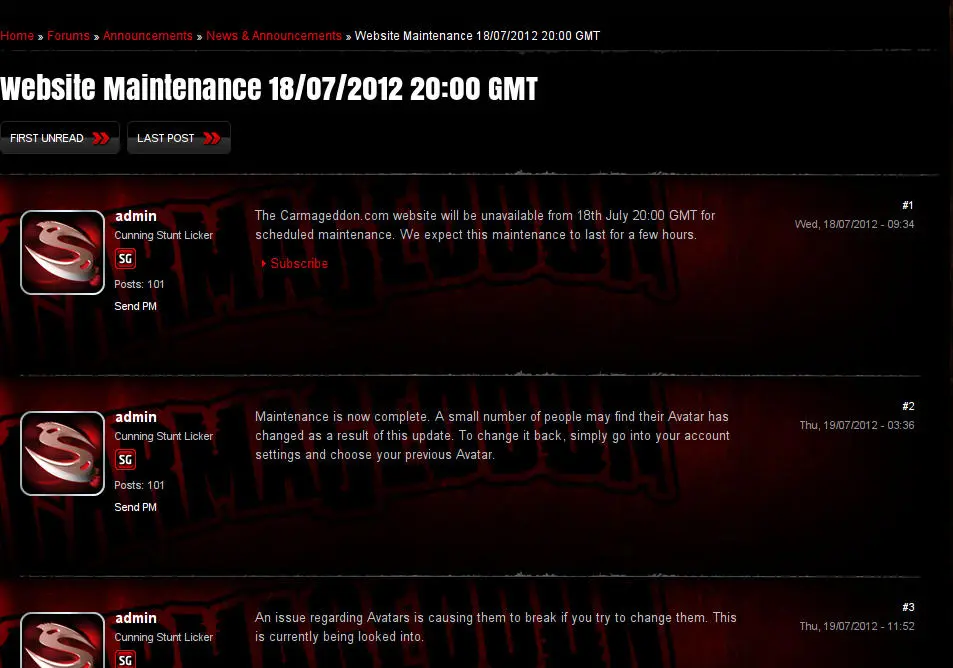 Home » Forums » Announcements » News & Announcements » Website Maintenance 18/07/2012 20:00 GMT
Website Maintenance 18/07/2012 20:00 GMT
FIRST UNREAD
LAST POST
admin
Cunning Stunt Licker
SG
Posts: 101
Send PM
The Carmageddon.com website will be unavailable from 18th July 20:00 GMT for
scheduled maintenance. We expect this maintenance to last for a few hours.
Subscribe
#1
Wed, 18/07/2012 - 09:34
admin
Cunning Stunt Licker
SG
Posts: 101
Send PM
Maintenance is now complete. A small number of people may find their Avatar has
changed as a result of this update. To change it back, simply go into your account
settings and choose your previous Avatar.
#2
Thu, 19/07/2012 - 03:36
admin
Cunning Stunt Licker
SG
An issue regarding Avatars is causing them to break if you try to change them. This
is currently being looked into.
#3
Thu, 19/07/2012 - 11:52